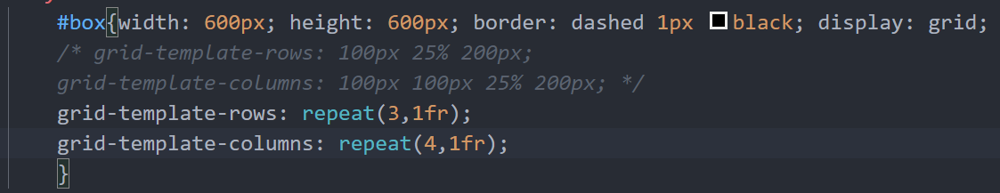 #box{width: 600px; height: 600px; border: dashed 1px black; display: grid;
/* grid-template-rows: 100px 25% 200px;
grid-template-columns: 100px 100px 25% 200px; */
grid-template-rows: repeat(3,1fr);
grid-template-columns: repeat(4,1fr);
}